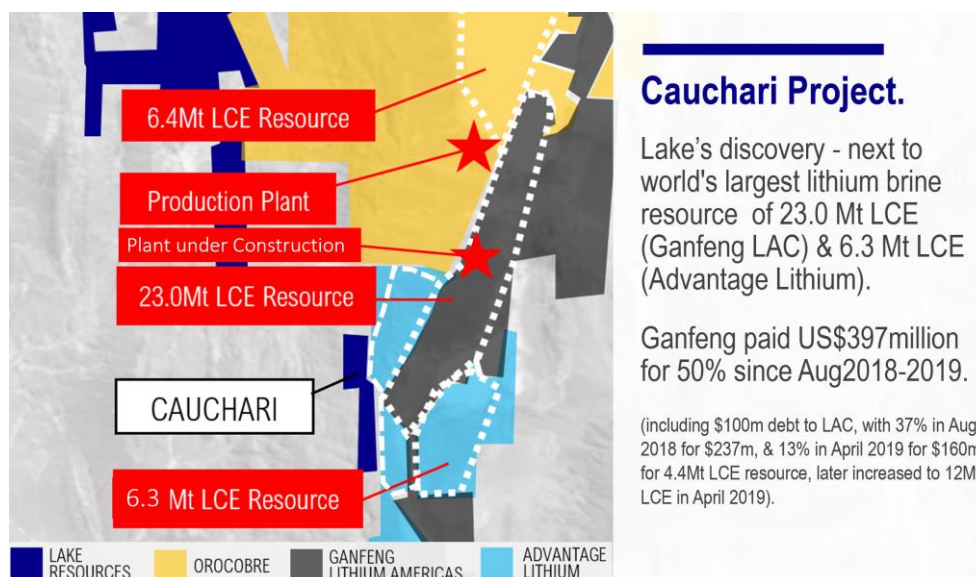 6.4Mt LCE Resource
Production Plant
Plant under Construction
23.0Mt LCE Resource
CAUCHARI
6.3 Mt LCE Resource
LAKE
RESOURCES
OROCOBRE
GANFENG
LITHIUM AMERICAS
ADVANTAGE
LITHIUM
Cauchari Project.
Lake's discovery - next to
world's largest lithium brine
resource of 23.0 Mt LCE
(Ganfeng LAC) & 6.3 Mt LCE
(Advantage Lithium).
Ganfeng paid US$397million
for 50% since Aug2018-2019.
(including $100m debt to LAC, with 37% in Aug
2018 for $237m, & 13% in April 2019 for $160m
for 4.4Mt LCE resource, later increased to 12M
LCE in April 2019).